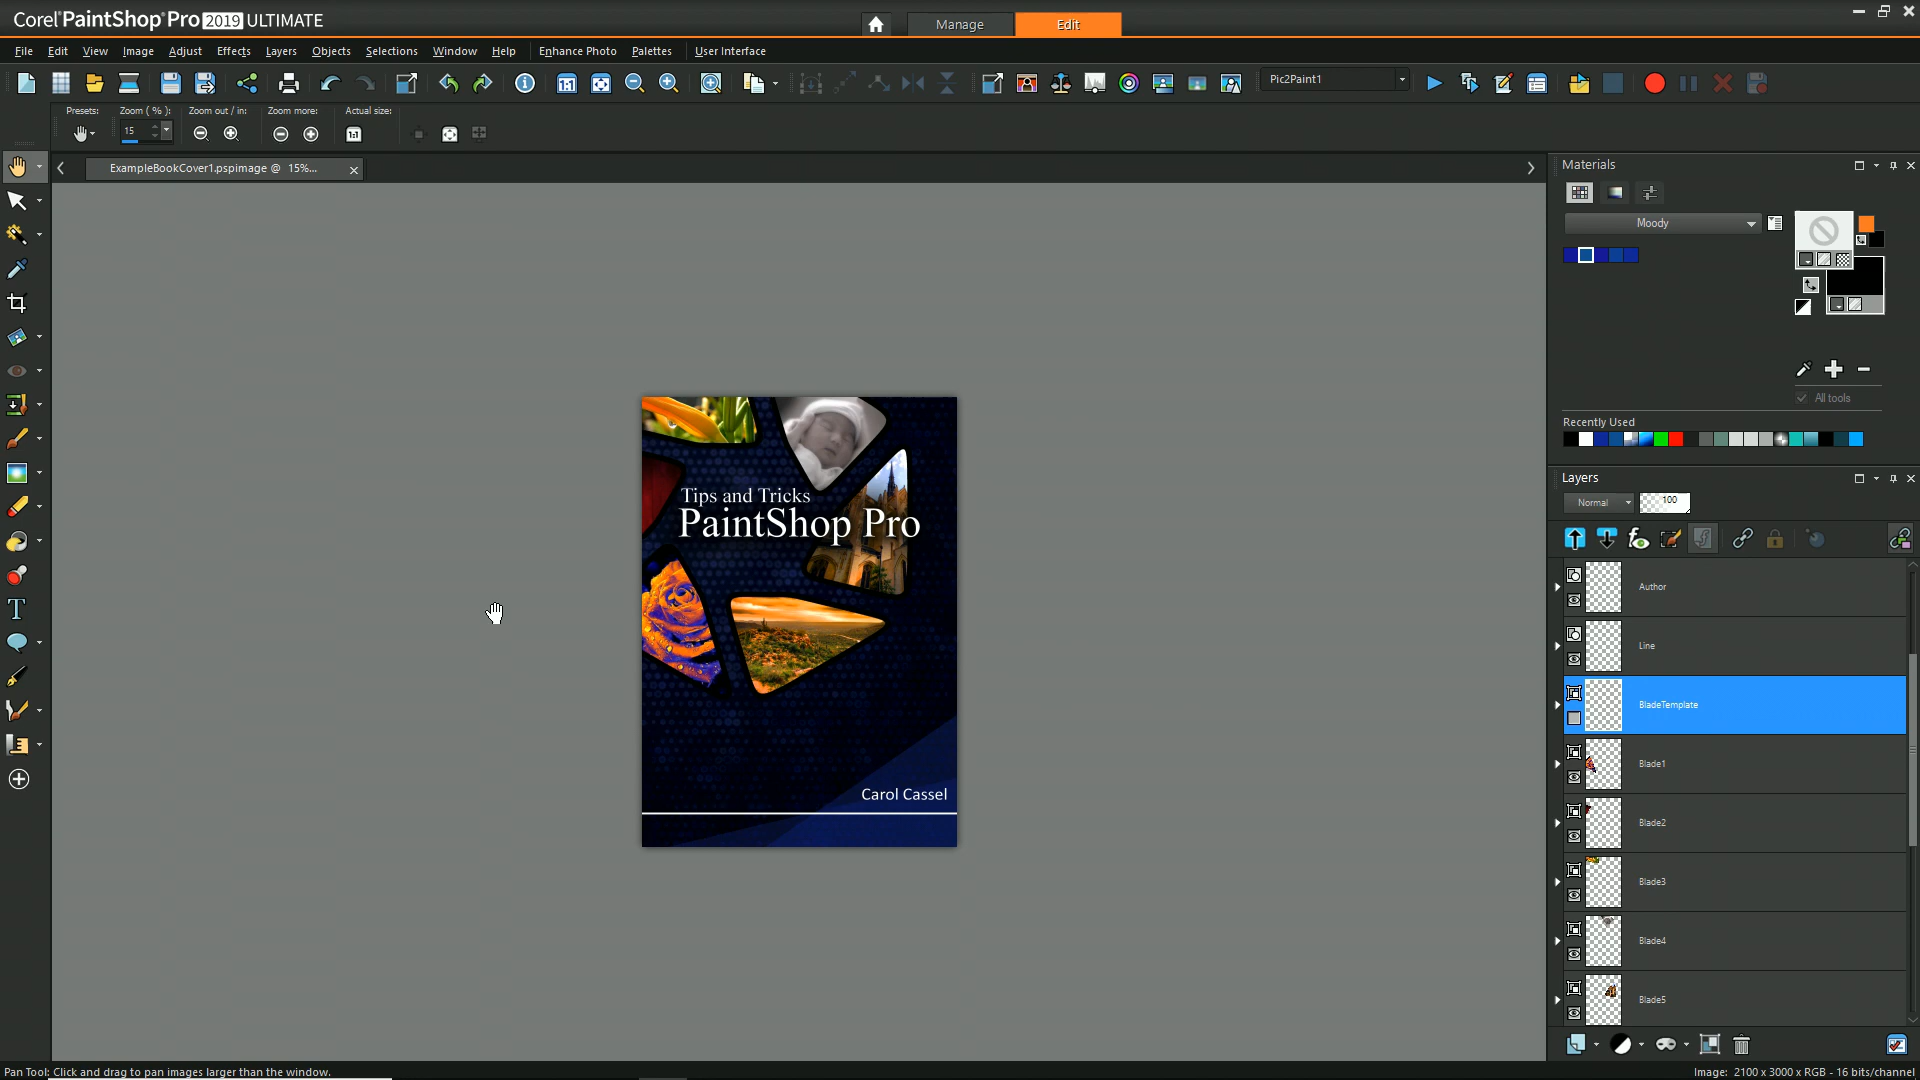 Corel PaintShop Pro 2019 ULTIMATE
Manage
Edit
File Edit View Image Adjust Effects Layers Objects Selections Window Help Enhance Photo Palettes User Interface
Pic2Paint1
Presets: Zoom ( % ): Zoom out / in: Zoom more: Actual size:
15
ExampleBookCover1.pspimage @ 15%...
Materials
Moody
All tools
Recently Used
Layers
Normal
100
Author
Line
BladeTemplate
Blade1
Blade2
Blade3
Blade4
Blade5
Tips and Tricks
PaintShop Pro
Carol Cassel
Pan Tool: Click and drag to pan images larger than the window.
Image: 2100 x 3000 x RGB - 16 bits/channel